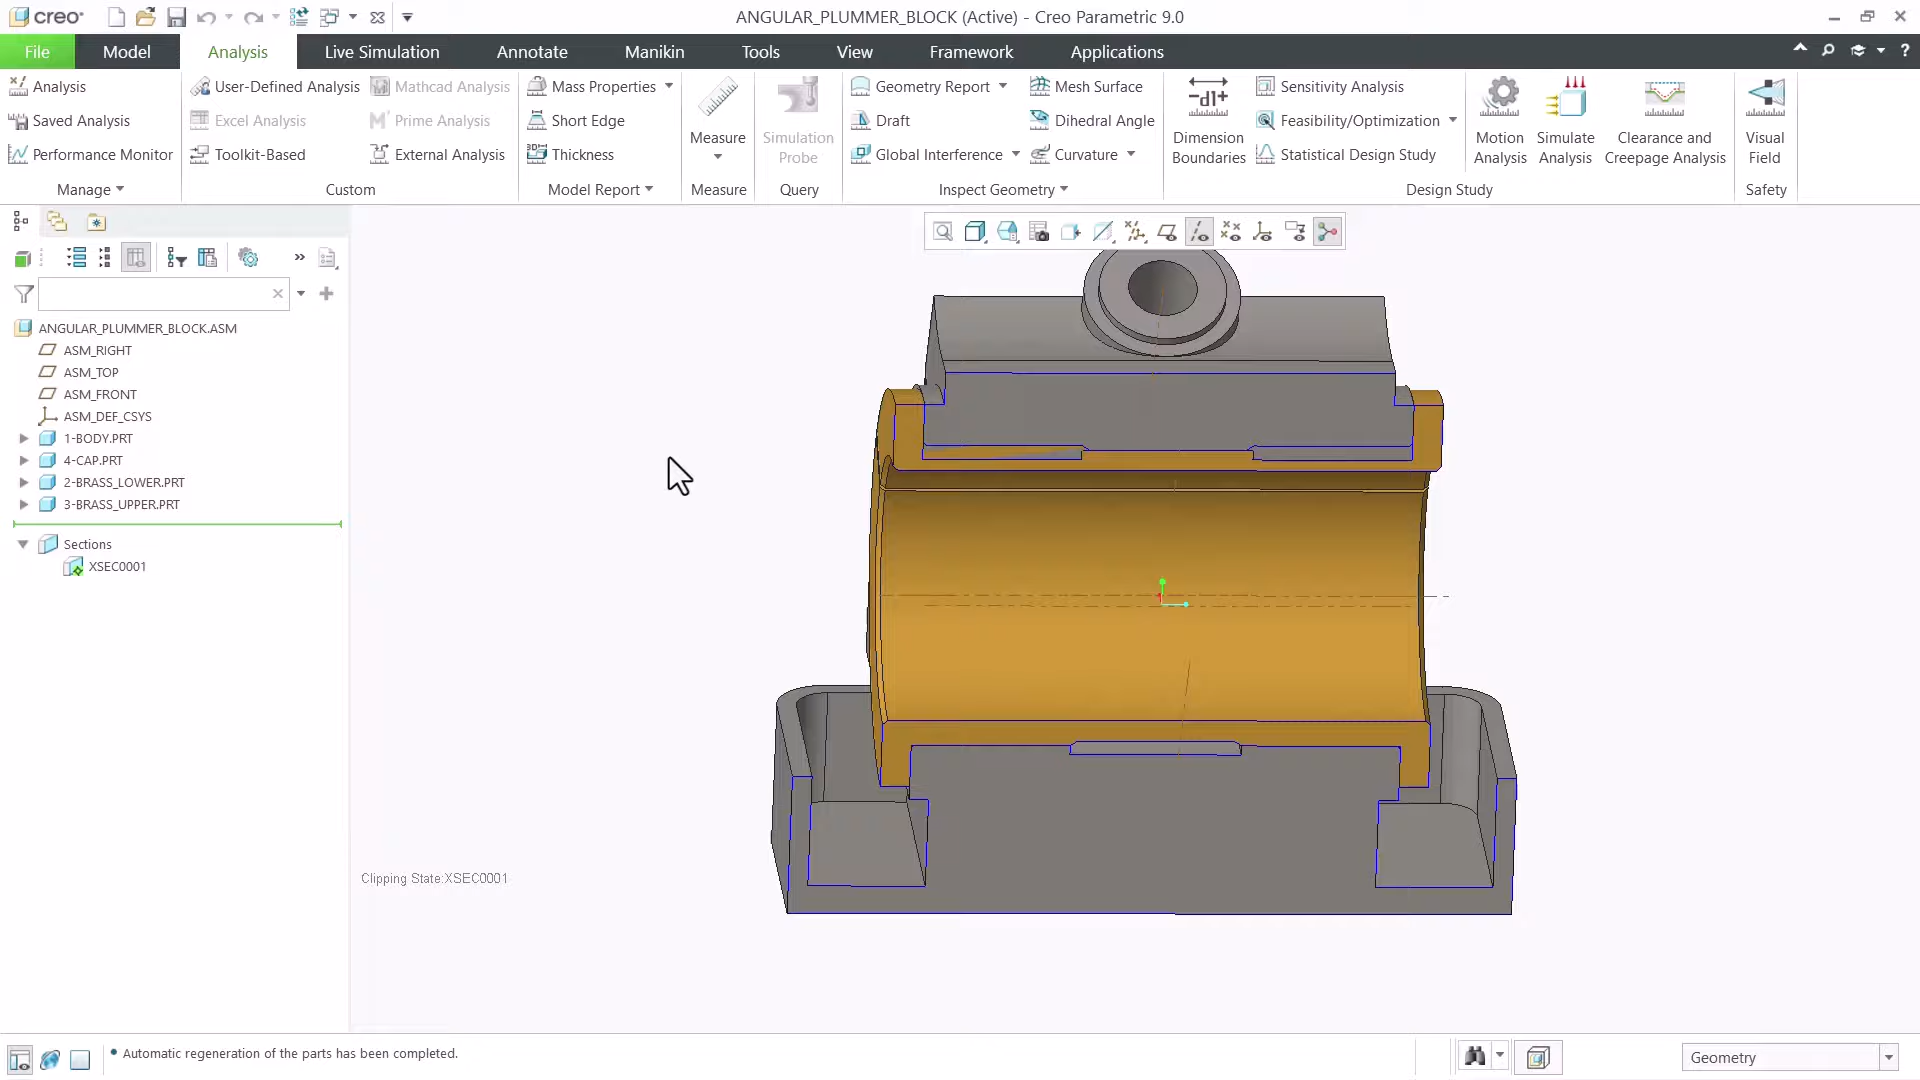 creo
ANGULAR_PLUMMER_BLOCK (Active) - Creo Parametric 9.0
File Model Analysis Live Simulation Annotate Manikin Tools View Framework Applications
Analysis
Saved Analysis
Performance Monitor
Manage
User-Defined Analysis
Excel Analysis
Toolkit-Based
Mathcad Analysis
Prime Analysis
External Analysis
Custom
Mass Properties
Short Edge
Thickness
Model Report
Measure
Measure
Simulation
Probe
Query
Geometry Report
Draft
Global Interference
Mesh Surface
Dihedral Angle
Curvature
Inspect Geometry
Dimension
Boundaries
Sensitivity Analysis
Feasibility/Optimization
Statistical Design Study
Motion
Analysis
Simulate
Analysis
Clearance and
Creepage Analysis
Design Study
Visual
Field
Safety
ANGULAR_PLUMMER_BLOCK.ASM
ASM_RIGHT
ASM_TOP
ASM_FRONT
ASM_DEF_CSYS
1-BODY.PRT
4-CAP.PRT
2-BRASS_LOWER.PRT
3-BRASS_UPPER.PRT
Sections
XSEC0001
Clipping State:XSEC0001
Automatic regeneration of the parts has been completed.
Geometry